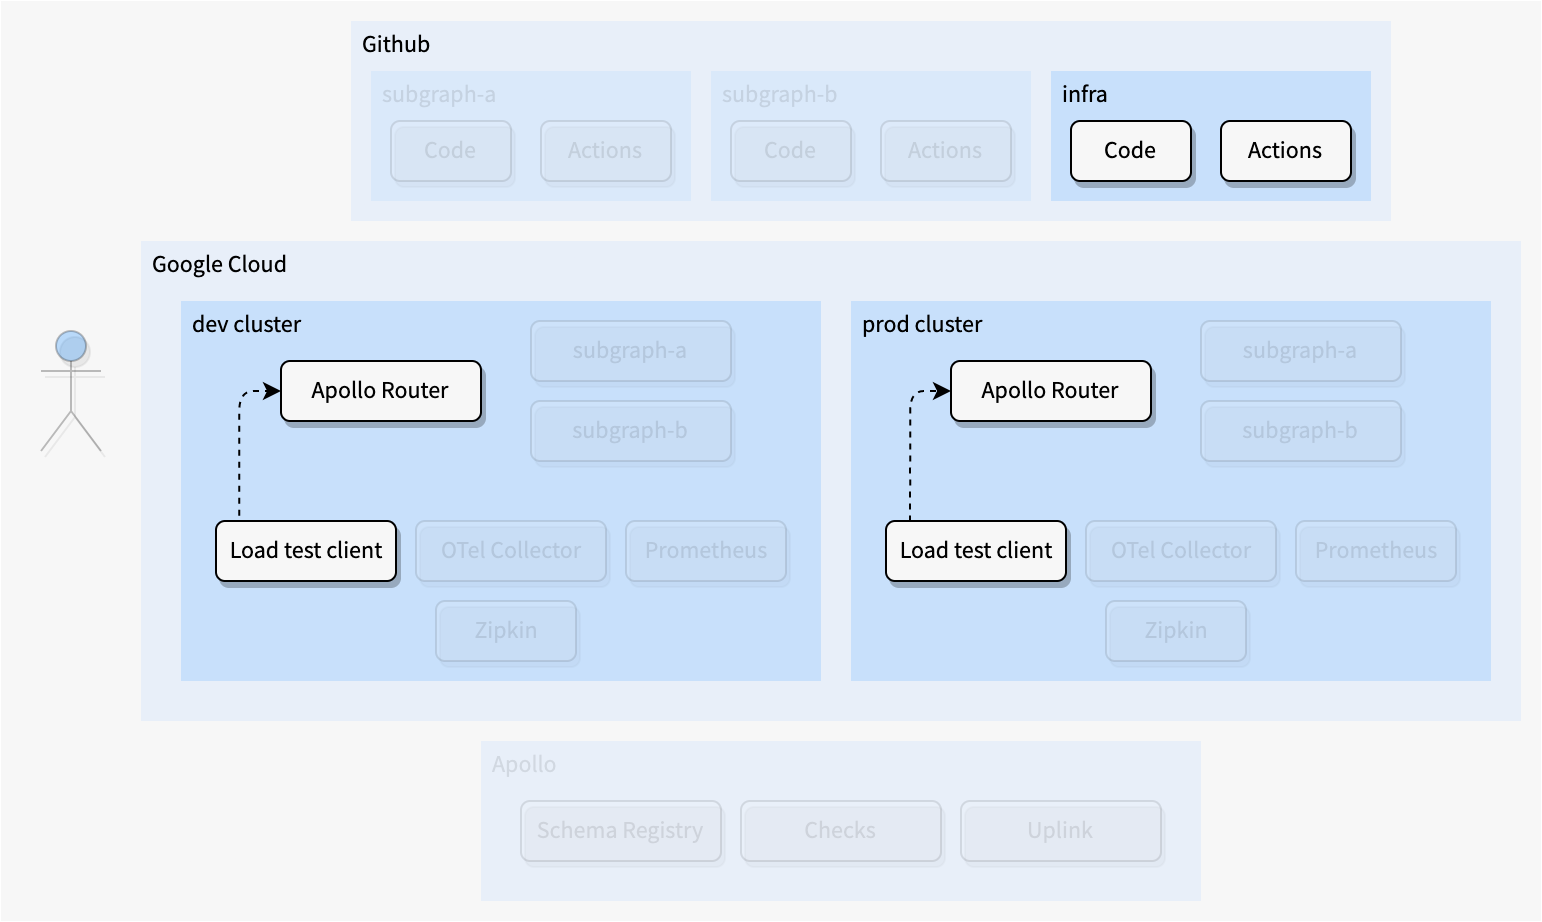 Github
subgraph-a
Code
Actions
subgraph-b
Code
Actions
infra
Code
Actions
Google Cloud
dev cluster
Apollo Router
subgraph-a
subgraph-b
Load test client
OTel Collector
Prometheus
Zipkin
prod cluster
Apollo Router
subgraph-a
subgraph-b
Load test client
OTel Collector
Prometheus
Zipkin
Apollo
Schema Registry
Checks
Uplink